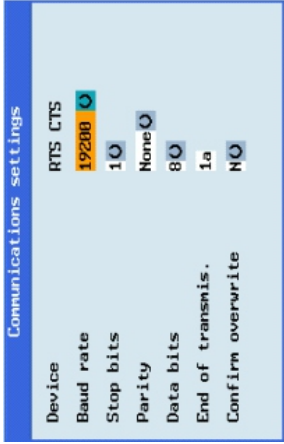 Communications settings
Device RTS CTS
Baud rate 19200
Stop bits 1
Parity None
Data bits 8
End of transmis. 1a
Confirm overwrite N